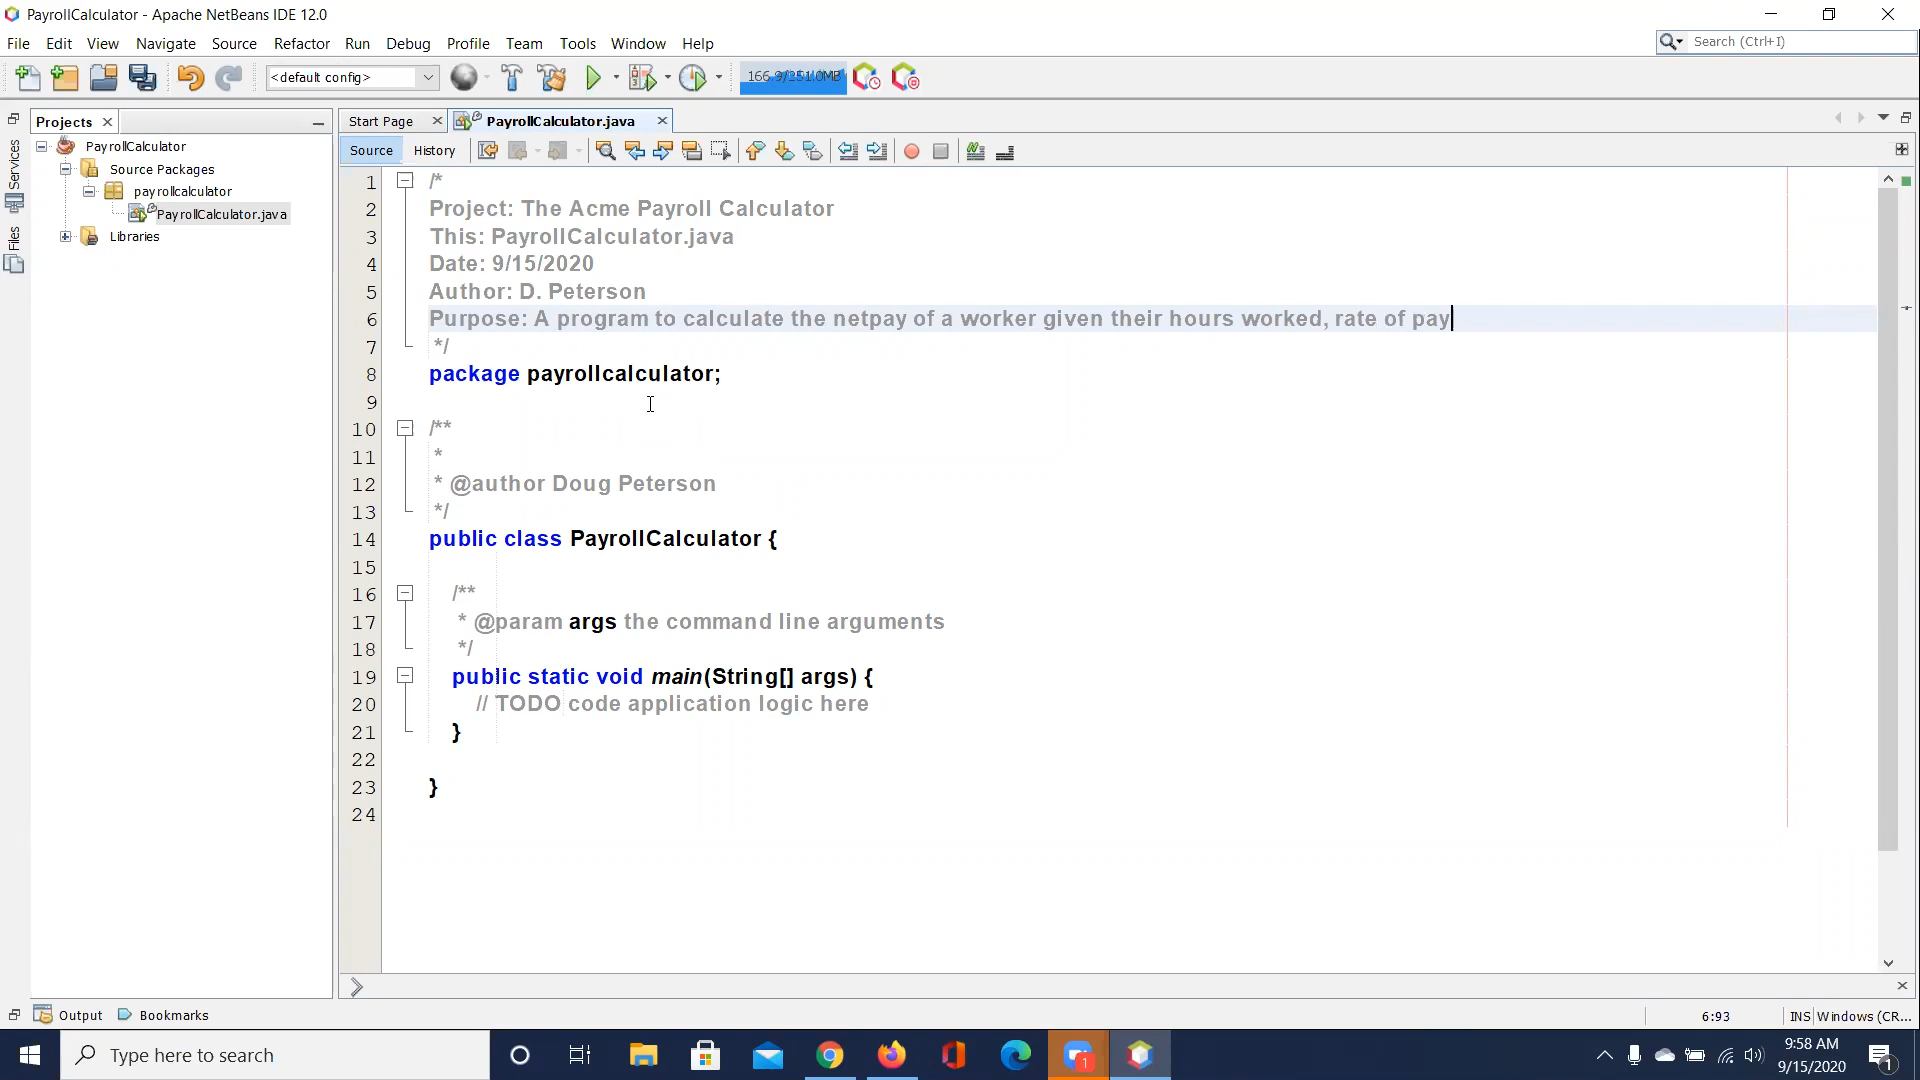 PayrollCalculator - Apache NetBeans IDE 12.0
File Edit View Navigate Source Refactor Run Debug Profile Team Tools Window Help
Search (Ctrl+I)
<default config>
166.9/251.0MB
Projects
Start Page
PayrollCalculator.java
Services
Files
PayrollCalculator
Source Packages
payrollcalculator
PayrollCalculator.java
Libraries
Source History
1 /*
2 Project: The Acme Payroll Calculator
3 This: PayrollCalculator.java
4 Date: 9/15/2020
5 Author: D. Peterson
6 Purpose: A program to calculate the netpay of a worker given their hours worked, rate of pay
7 */
8 package payrollcalculator;
9
10 /**
11 *
12 * @author Doug Peterson
13 */
14 public class PayrollCalculator {
15
16 /**
17 * @param args the command line arguments
18 */
19 public static void main(String[] args) {
20 // TODO code application logic here
21 }
22
23 }
24
Output
Bookmarks
6:93
INS
Windows (CR...
Type here to search
1
9:58 AM
9/15/2020
1